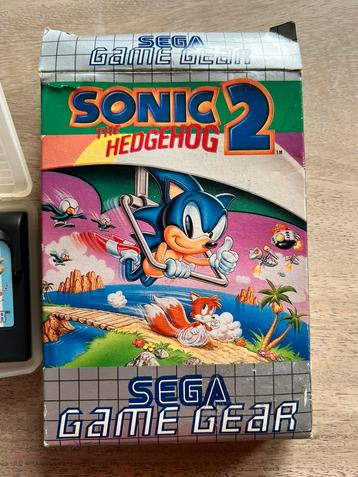 SEGA
GAME GEAR
SONIC
THE
HEDGEHOG
2
TM
SEGA
GAME GEAR